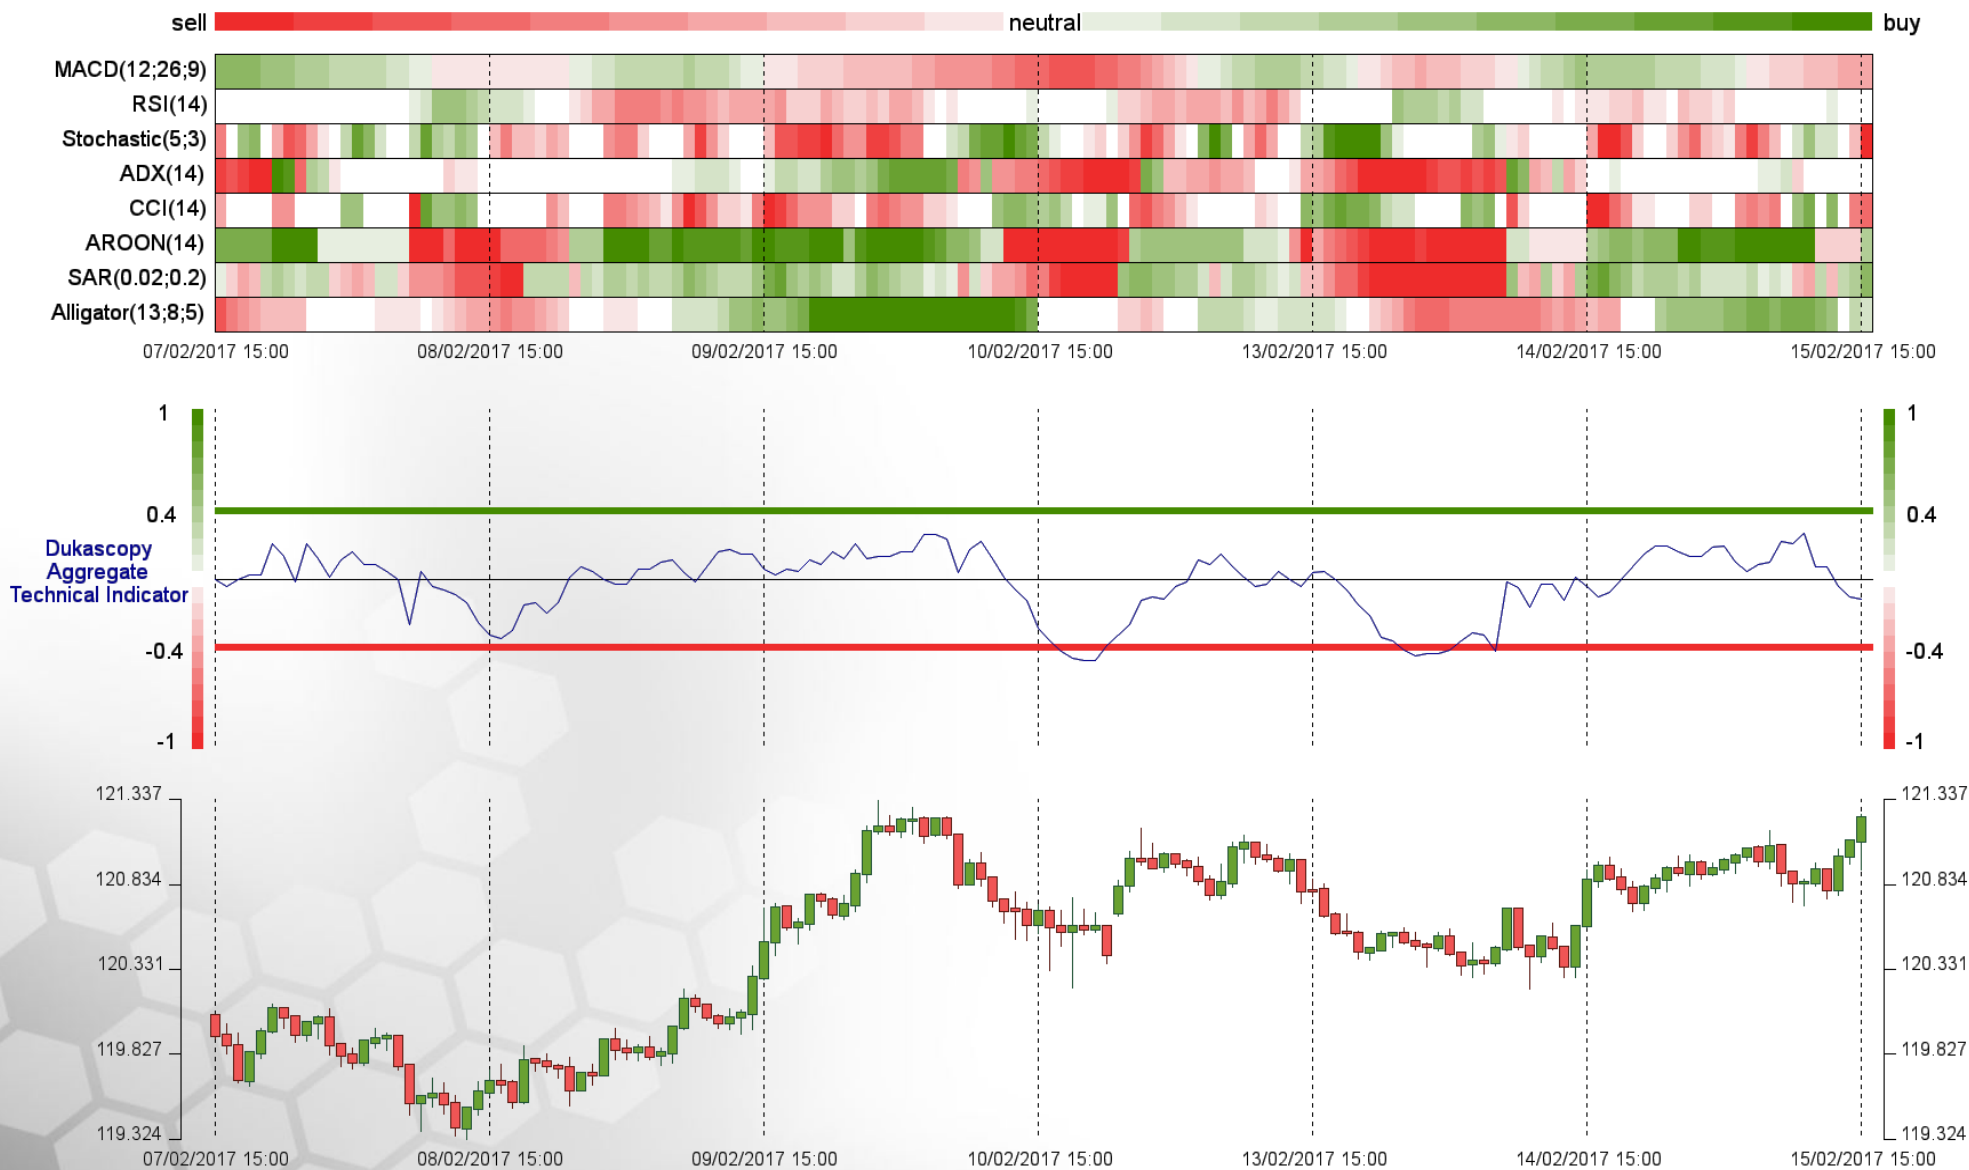 sell neutral buy
MACD(12;26;9)
RSI(14)
Stochastic(5;3)
ADX(14)
CCI(14)
AROON(14)
SAR(0.02;0.2)
Alligator(13;8;5)
07/02/2017 15:00 08/02/2017 15:00 09/02/2017 15:00 10/02/2017 15:00 13/02/2017 15:00 14/02/2017 15:00 15/02/2017 15:00
1 1
0.4 0.4
Dukascopy
Aggregate
Technical Indicator
-0.4 -0.4
-1 -1
121.337 121.337
120.834 120.834
120.331 120.331
119.827 119.827
119.324 119.324
07/02/2017 15:00 08/02/2017 15:00 09/02/2017 15:00 10/02/2017 15:00 13/02/2017 15:00 14/02/2017 15:00 15/02/2017 15:00